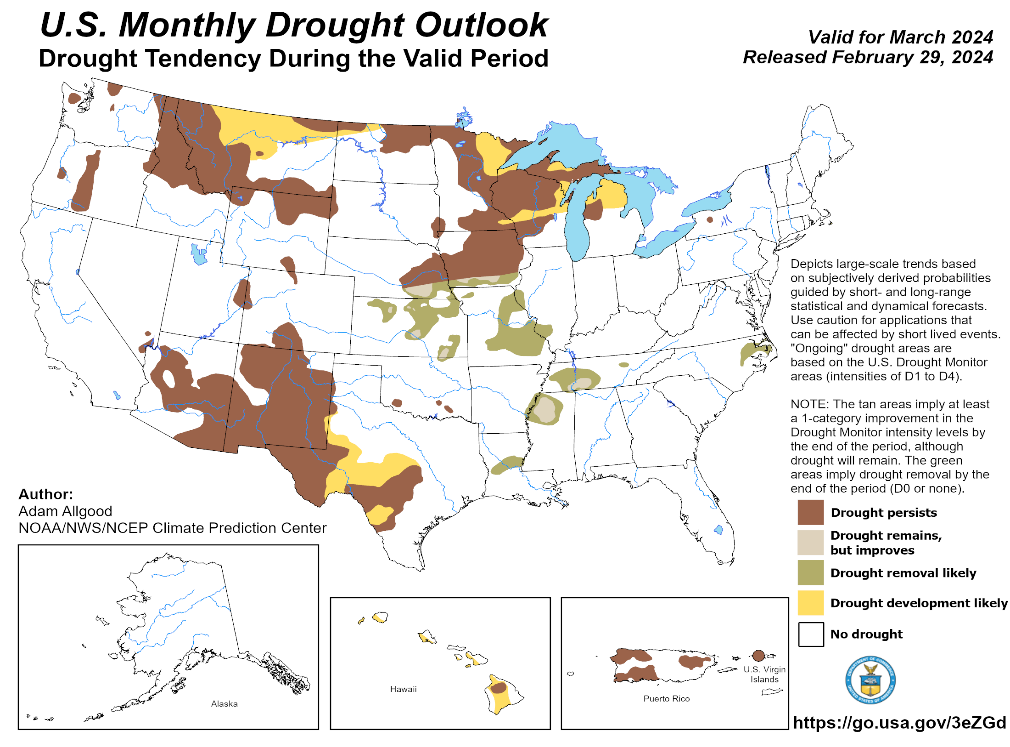 U.S. Monthly Drought Outlook
Drought Tendency During the Valid Period
Valid for March 2024
Released February 29, 2024
Depicts large-scale trends based
on subjectively derived probabilities
guided by short- and long-range
statistical and dynamical forecasts.
Use caution for applications that
can be affected by short lived events.
"Ongoing" drought areas are
based on the U.S. Drought Monitor
areas (intensities of D1 to D4).
NOTE: The tan areas imply at least
a 1-category improvement in the
Drought Monitor intensity levels by
the end of the period, although
drought will remain. The green
areas imply drought removal by the
end of the period (D0 or none).
Author:
Adam Allgood
NOAA/NWS/NCEP Climate Prediction Center
Drought persists
Drought remains,
but improves
Drought removal likely
Drought development likely
No drought
Alaska
Hawaii
Puerto Rico
U.S. Virgin
Islands
https://go.usa.gov/3eZGd